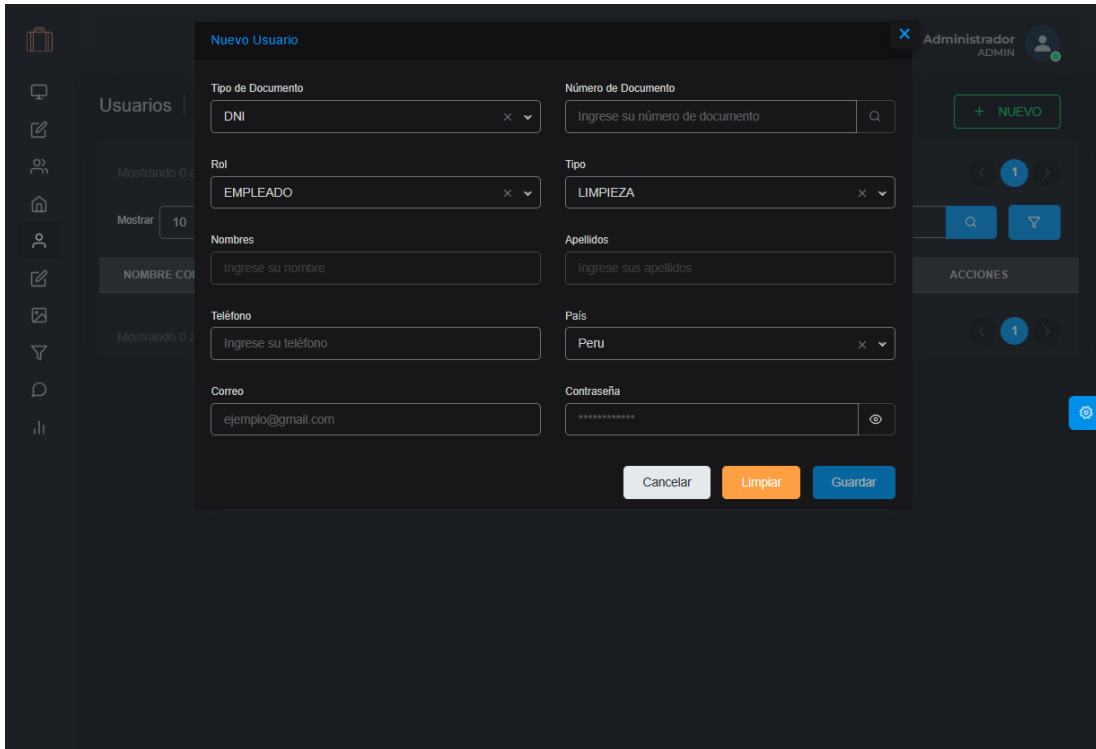 Nuevo Usuario
Administrador
ADMIN
Usuarios
+ NUEVO
Tipo de Documento
Número de Documento
DNI
Ingrese su número de documento
Mostrando 0 a
1
Rol
Tipo
EMPLEADO
LIMPIEZA
Mostrar 10
Nombres
Apellidos
Ingrese su nombre
Ingrese sus apellidos
NOMBRE CO
ACCIONES
Teléfono
País
Ingrese su teléfono
Peru
Mostrando 0 a
1
Correo
Contraseña
ejemplo@gmail.com
************
Cancelar
Limpiar
Guardar